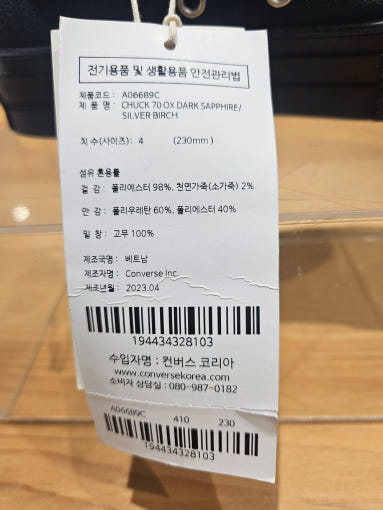 전기용품 및 생활용품 안전관리법
제품코드 : A06689C
제 품 명 : CHUCK 70 OX DARK SAPPHIRE/
SILVER BIRCH
치 수(사이즈) : 4 (230mm)
섬유 혼용률
겉 감 : 폴리에스터 98%, 천연가죽(소가죽) 2%
안 감 : 폴리우레탄 60%, 폴리에스터 40%
밑 창 : 고무 100%
제조국명 : 베트남
제조자명 : Converse Inc.
제조년월 : 2023.04
194434328103
수입자명 : 컨버스 코리아
www.conversekorea.com
소비자 상담실 : 080-987-0182
A06689C 410 230
194434328103